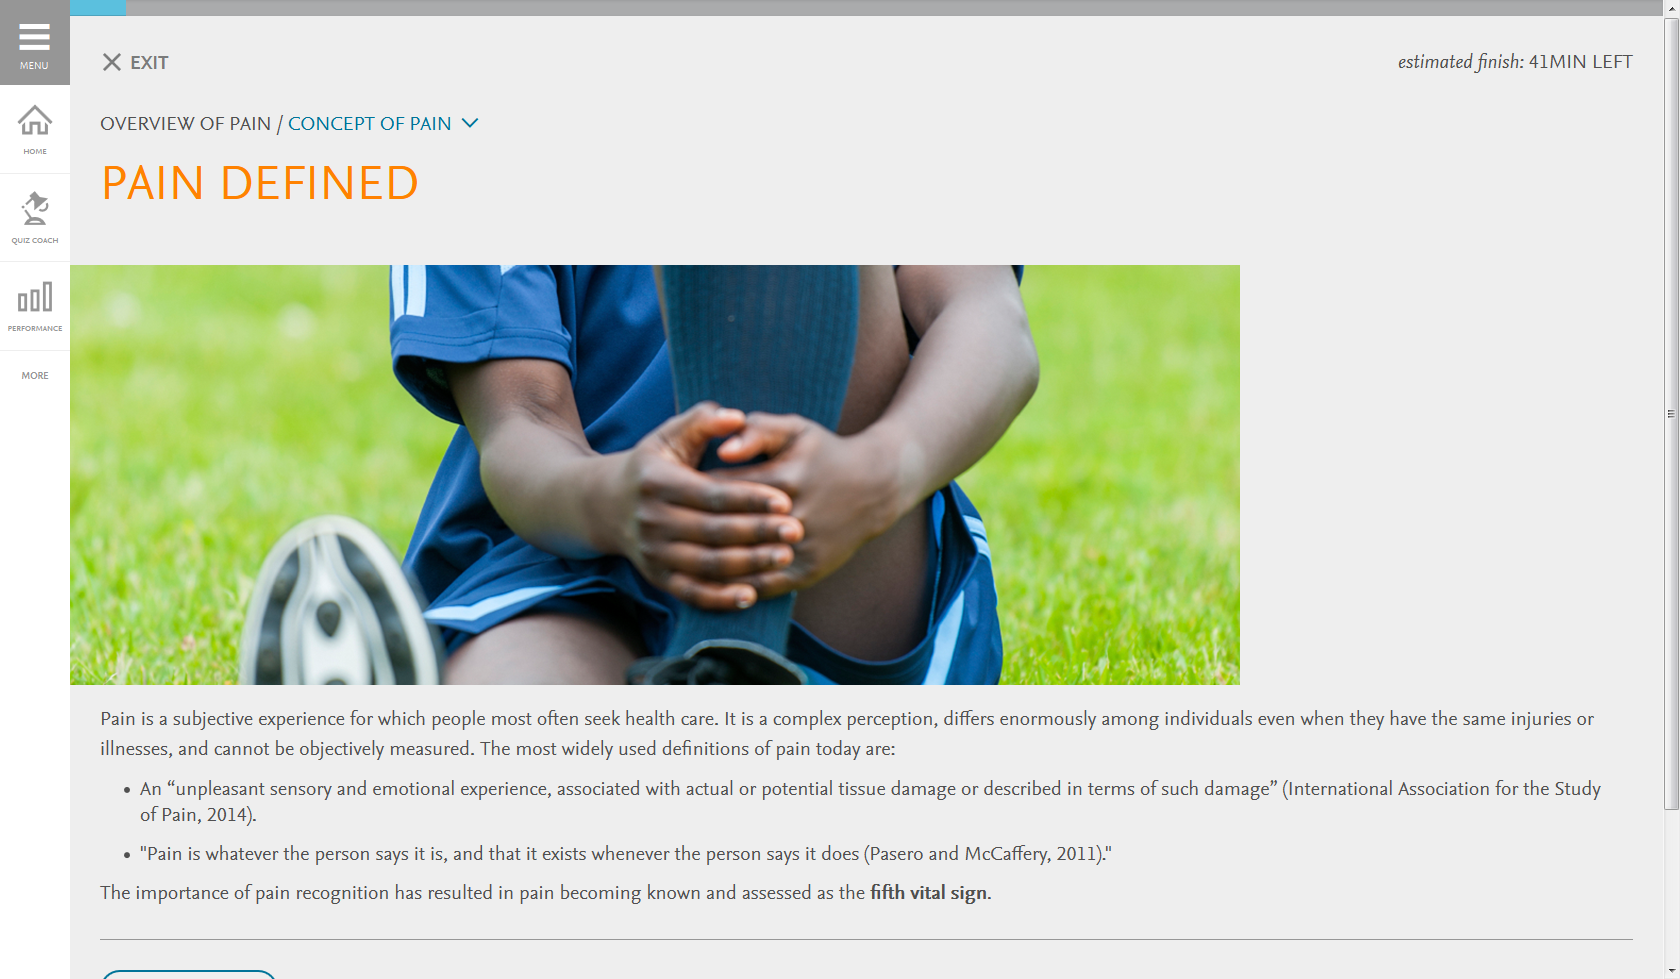 MENU
EXIT
estimated finish: 41MIN LEFT
HOME
QUIZ COACH
PERFORMANCE
MORE
OVERVIEW OF PAIN / CONCEPT OF PAIN
PAIN DEFINED
Pain is a subjective experience for which people most often seek health care. It is a complex perception, differs enormously among individuals even when they have the same injuries or
illnesses, and cannot be objectively measured. The most widely used definitions of pain today are:
• An “unpleasant sensory and emotional experience, associated with actual or potential tissue damage or described in terms of such damage” (International Association for the Study
of Pain, 2014).
• "Pain is whatever the person says it is, and that it exists whenever the person says it does (Pasero and McCaffery, 2011)."
The importance of pain recognition has resulted in pain becoming known and assessed as the fifth vital sign.